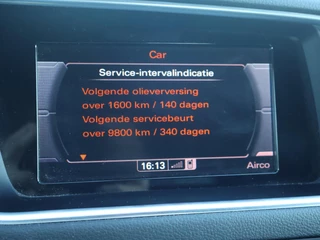 Car
Service-intervalindicatie
Volgende olieverversing
over 1600 km / 140 dagen
Volgende servicebeurt
over 9800 km / 340 dagen
16:13
Airco